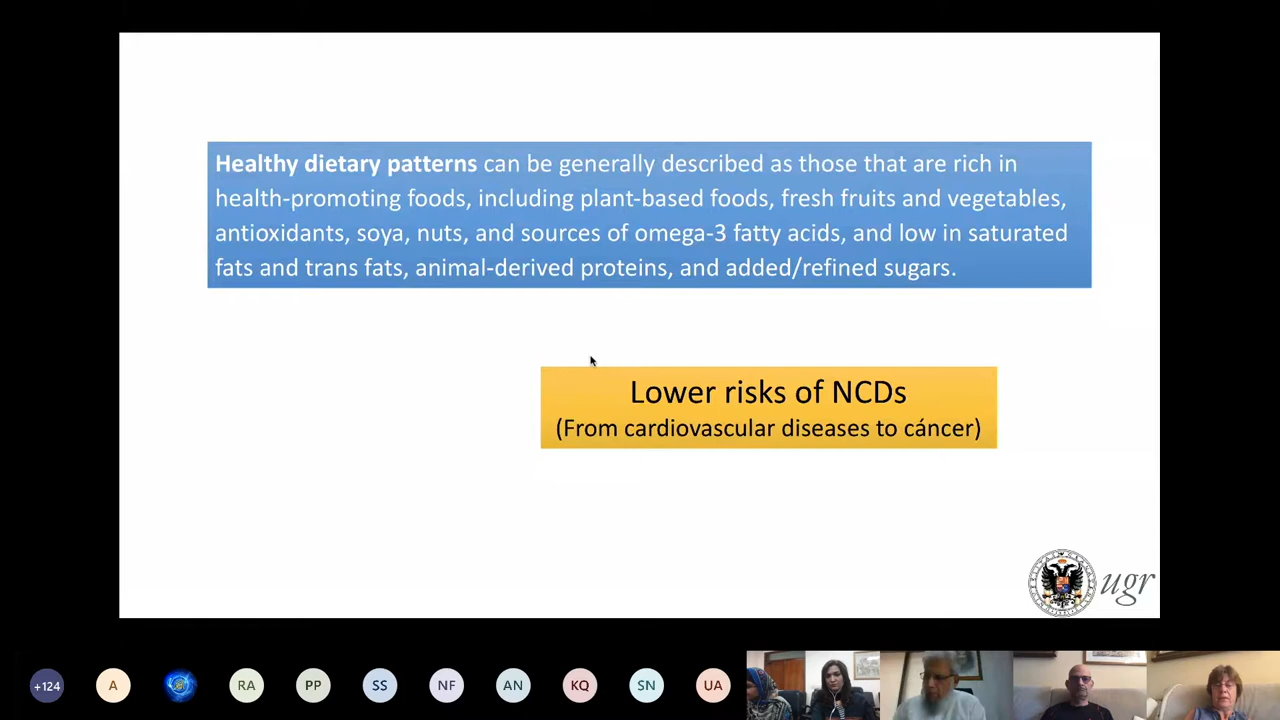 Healthy dietary patterns can be generally described as those that are rich in
health-promoting foods, including plant-based foods, fresh fruits and vegetables,
antioxidants, soya, nuts, and sources of omega-3 fatty acids, and low in saturated
fats and trans fats, animal-derived proteins, and added/refined sugars.
Lower risks of NCDs
(From cardiovascular diseases to cáncer)
ugr
+124 A RA PP SS NF AN KQ SN UA